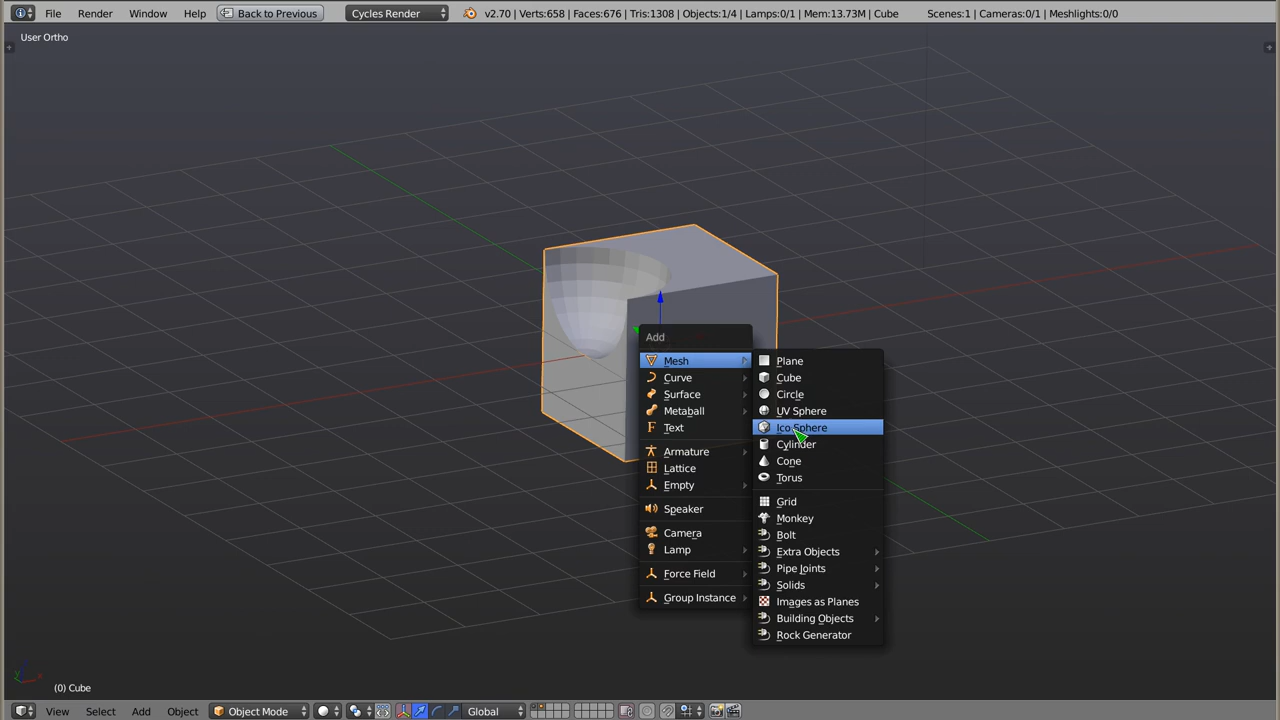 File Render Window Help Back to Previous Cycles Render v2.70 | Verts:658 | Faces:676 | Tris:1308 | Objects:1/4 | Lamps:0/1 | Mem:13.73M | Cube Scenes:1 | Cameras:0/1 | Meshlights:0/0
User Ortho
Add
Mesh
Curve
Surface
Metaball
Text
Armature
Lattice
Empty
Speaker
Camera
Lamp
Force Field
Group Instance
Plane
Cube
Circle
UV Sphere
Ico Sphere
Cylinder
Cone
Torus
Grid
Monkey
Bolt
Extra Objects
Pipe Joints
Solids
Images as Planes
Building Objects
Rock Generator
(0) Cube
View Select Add Object Object Mode Global